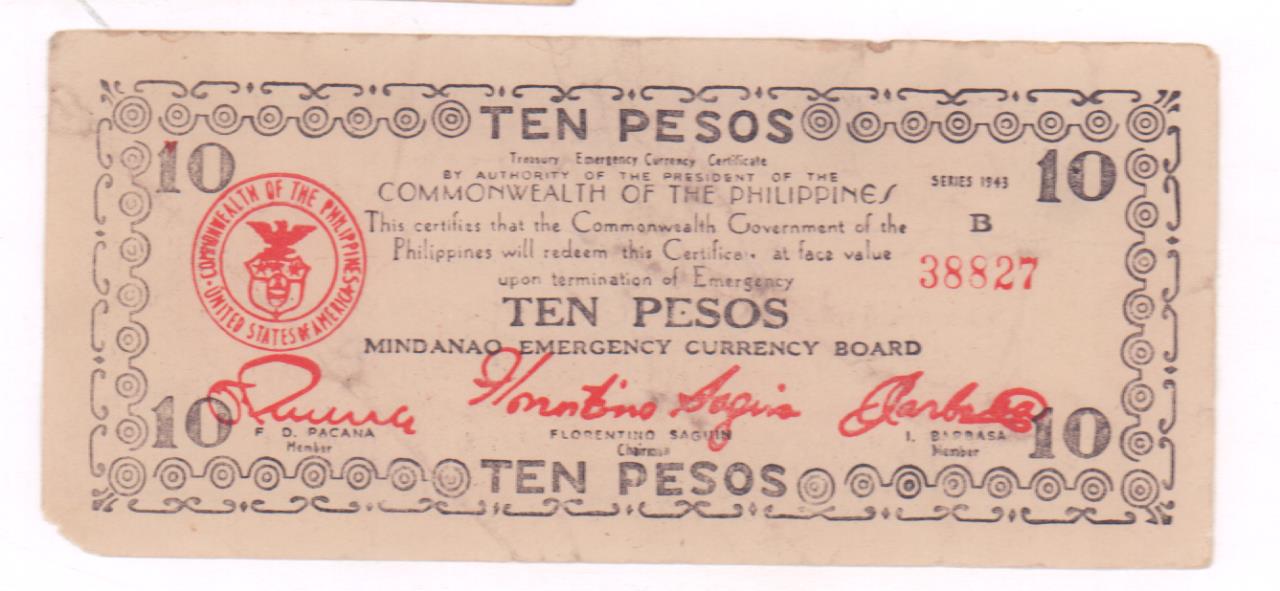 TEN PESOS
10 10
Treasury Emergency Currency Certificate
BY AUTHORITY OF THE PRESIDENT OF THE
COMMONWEALTH OF THE PHILIPPINES
SERIES 1943
B
38827
This certifies that the Commonwealth Government of the
Philippines will redeem this at face value
upon termination of Emergency
TEN PESOS
MINDANAO EMERGENCY CURRENCY BOARD
COMMONWEALTH OF THE PHILIPPINES
UNITED STATES OF AMERICA
Florentino Saguin
F. D. PACANA
Member
FLORENTINO SAGUIN
Chairman
I. BARBASA
Member
10 10
TEN PESOS